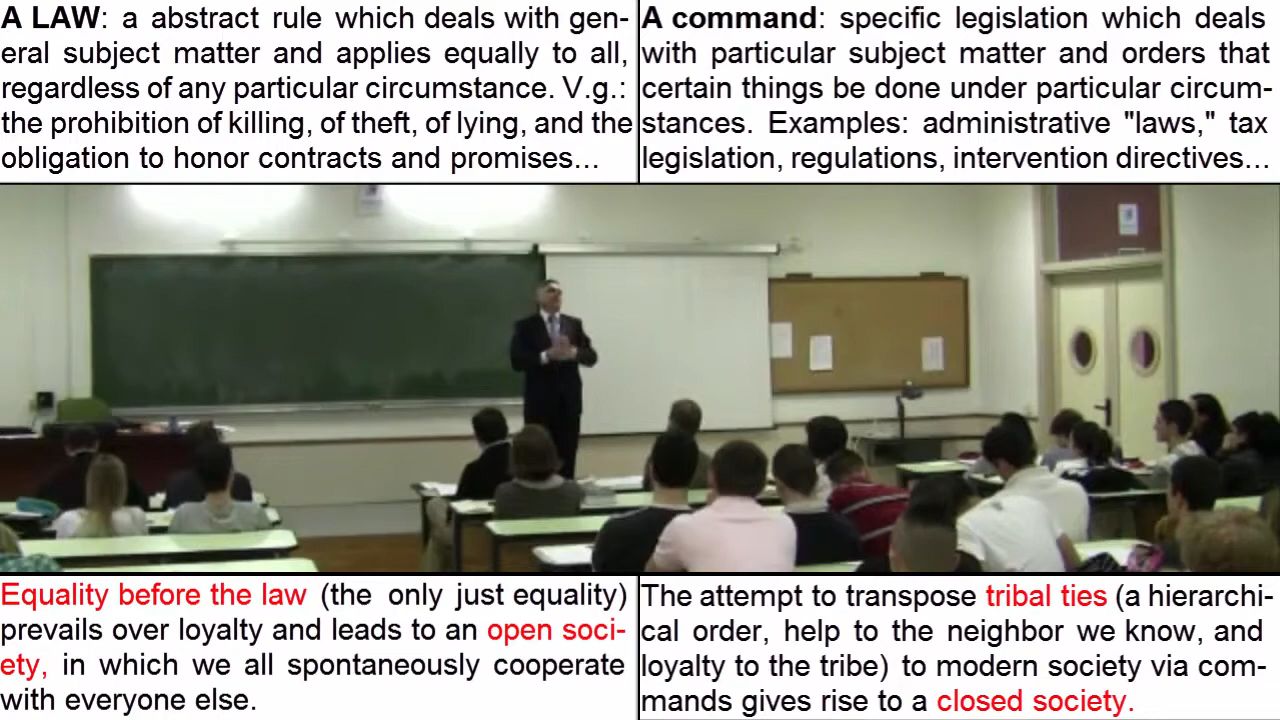 A LAW: a abstract rule which deals with gen-
eral subject matter and applies equally to all,
regardless of any particular circumstance. V.g.:
the prohibition of killing, of theft, of lying, and the
obligation to honor contracts and promises...
A command: specific legislation which deals
with particular subject matter and orders that
certain things be done under particular circum-
stances. Examples: administrative "laws," tax
legislation, regulations, intervention directives...
Equality before the law (the only just equality)
prevails over loyalty and leads to an open soci-
ety, in which we all spontaneously cooperate
with everyone else.
The attempt to transpose tribal ties (a hierarchi-
cal order, help to the neighbor we know, and
loyalty to the tribe) to modern society via com-
mands gives rise to a closed society.